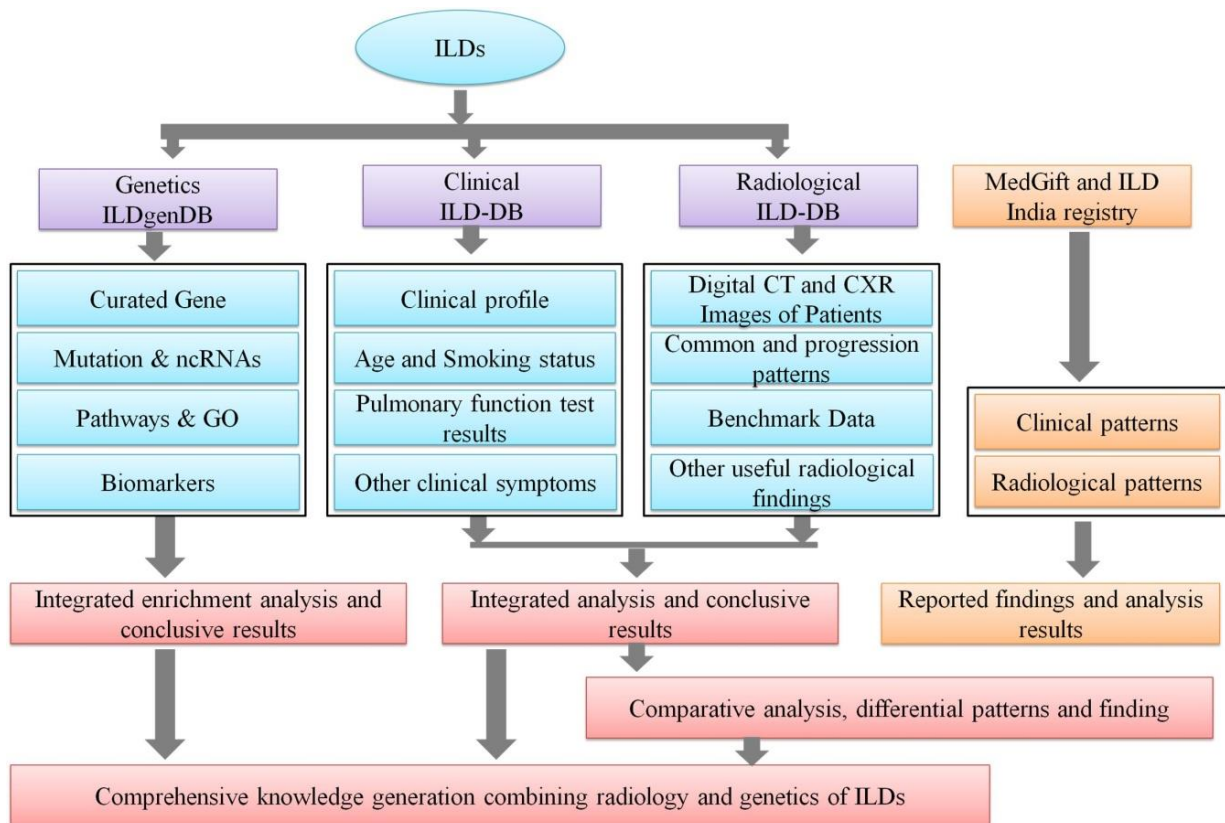 ILDs
Genetics
ILDgenDB
Clinical
ILD-DB
Radiological
ILD-DB
MedGift and ILD
India registry
Curated Gene
Mutation & ncRNAs
Pathways & GO
Biomarkers
Clinical profile
Age and Smoking status
Pulmonary function test
results
Other clinical symptoms
Digital CT and CXR
Images of Patients
Common and progression
patterns
Benchmark Data
Other useful radiological
findings
Clinical patterns
Radiological patterns
Integrated enrichment analysis and
conclusive results
Integrated analysis and conclusive
results
Reported findings and analysis
results
Comparative analysis, differential patterns and finding
Comprehensive knowledge generation combining radiology and genetics of ILDs